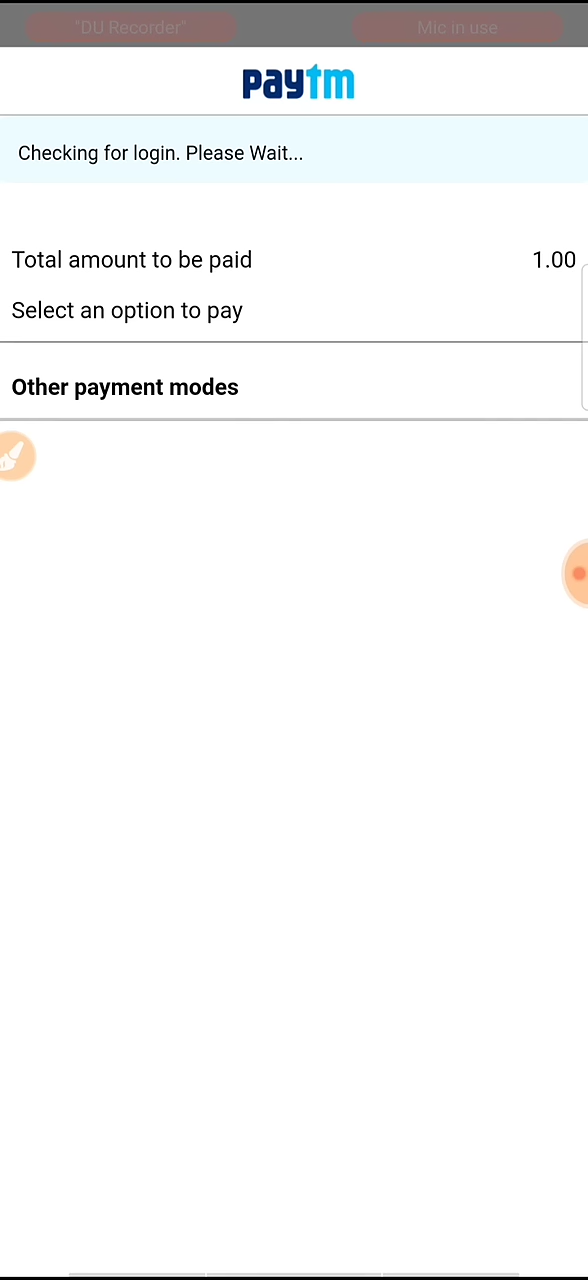 "DU Recorder" Mic in use
paytm
Checking for login. Please Wait...
Total amount to be paid 1.00
Select an option to pay
Other payment modes